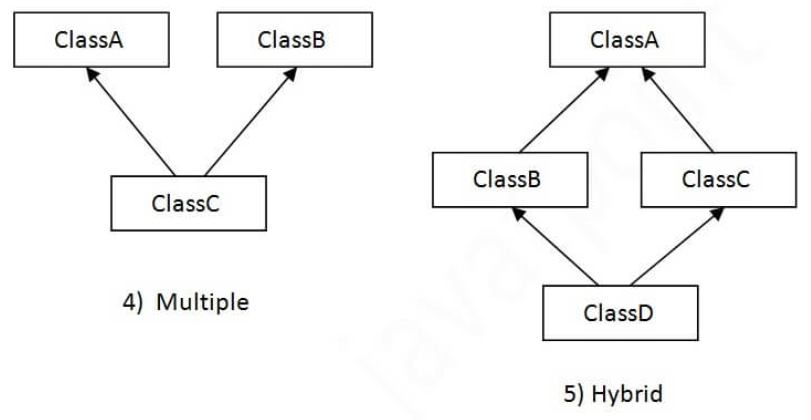 ClassA
ClassB
ClassC
4) Multiple
ClassA
ClassB
ClassC
ClassD
5) Hybrid